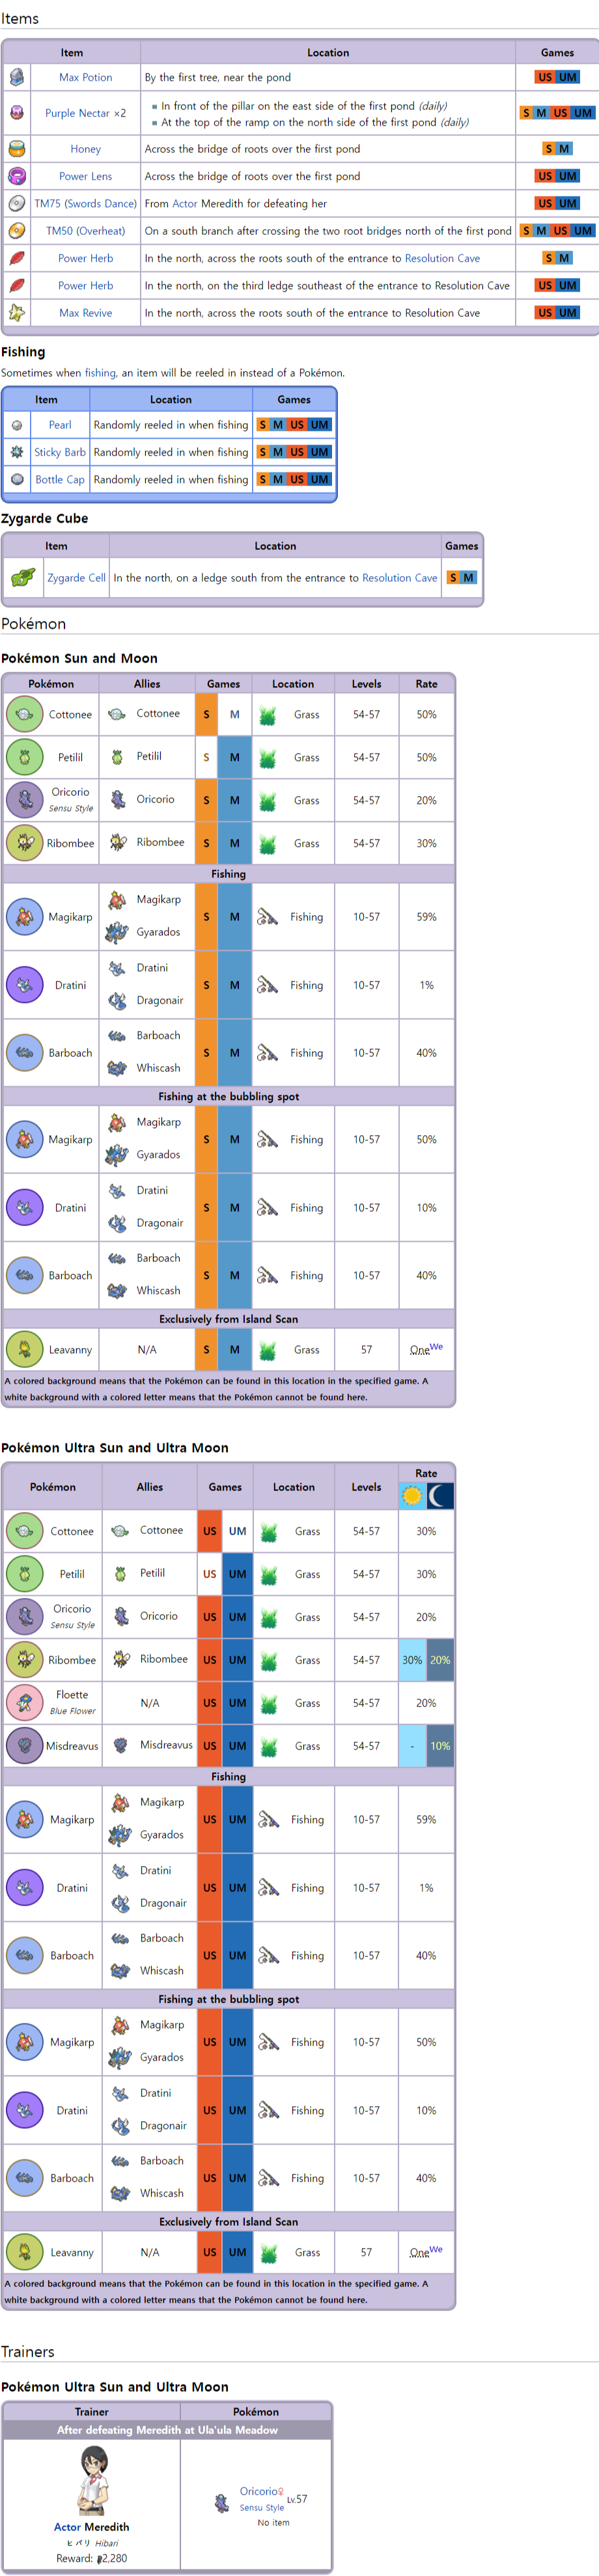 Items
Item Location Games
Max Potion By the first tree, near the pond US UM
Purple Nectar ×2 In front of the pillar on the east side of the first pond (daily) S M US UM
At the top of the ramp on the north side of the first pond (daily)
Honey Across the bridge of roots over the first pond S M
Power Lens Across the bridge of roots over the first pond US UM
TM75 (Swords Dance) From Actor Meredith for defeating her US UM
TM50 (Overheat) On a south branch after crossing the two root bridges north of the first pond S M US UM
Power Herb In the north, across the roots south of the entrance to Resolution Cave S M
Power Herb In the north, on the third ledge southeast of the entrance to Resolution Cave US UM
Max Revive In the north, across the roots south of the entrance to Resolution Cave US UM
Fishing
Sometimes when fishing, an item will be reeled in instead of a Pokémon.
Item Location Games
Pearl Randomly reeled in when fishing S M US UM
Sticky Barb Randomly reeled in when fishing S M US UM
Bottle Cap Randomly reeled in when fishing S M US UM
Zygarde Cube
Item Location Games
Zygarde Cell In the north, on a ledge south from the entrance to Resolution Cave S M
Pokémon
Pokémon Sun and Moon
Pokémon Allies Games Location Levels Rate
Cottonee Cottonee S M Grass 54-57 50%
Petilil Petilil S M Grass 54-57 50%
Oricorio Sensu Style Oricorio S M Grass 54-57 20%
Ribombee Ribombee S M Grass 54-57 30%
Fishing
Magikarp Magikarp Gyarados S M Fishing 10-57 59%
Dratini Dratini Dragonair S M Fishing 10-57 1%
Barboach Barboach Whiscash S M Fishing 10-57 40%
Fishing at the bubbling spot
Magikarp Magikarp Gyarados S M Fishing 10-57 50%
Dratini Dratini Dragonair S M Fishing 10-57 10%
Barboach Barboach Whiscash S M Fishing 10-57 40%
Exclusively from Island Scan
Leavanny N/A S M Grass 57 One We
A colored background means that the Pokémon can be found in this location in the specified game. A
white background with a colored letter means that the Pokémon cannot be found here.
Pokémon Ultra Sun and Ultra Moon
Pokémon Allies Games Location Levels Rate
Cottonee Cottonee US UM Grass 54-57 30%
Petilil Petilil US UM Grass 54-57 30%
Oricorio Sensu Style Oricorio US UM Grass 54-57 20%
Ribombee Ribombee US UM Grass 54-57 30% 20%
Floette Blue Flower N/A US UM Grass 54-57 20%
Misdreavus Misdreavus US UM Grass 54-57 - 10%
Fishing
Magikarp Magikarp Gyarados US UM Fishing 10-57 59%
Dratini Dratini Dragonair US UM Fishing 10-57 1%
Barboach Barboach Whiscash US UM Fishing 10-57 40%
Fishing at the bubbling spot
Magikarp Magikarp Gyarados US UM Fishing 10-57 50%
Dratini Dratini Dragonair US UM Fishing 10-57 10%
Barboach Barboach Whiscash US UM Fishing 10-57 40%
Exclusively from Island Scan
Leavanny N/A US UM Grass 57 One We
A colored background means that the Pokémon can be found in this location in the specified game. A
white background with a colored letter means that the Pokémon cannot be found here.
Trainers
Pokémon Ultra Sun and Ultra Moon
Trainer Pokémon
After defeating Meredith at Ula'ula Meadow
Oricorio♀ Lv.57
Sensu Style
No item
Actor Meredith
ヒバリ Hibari
Reward: 2,280